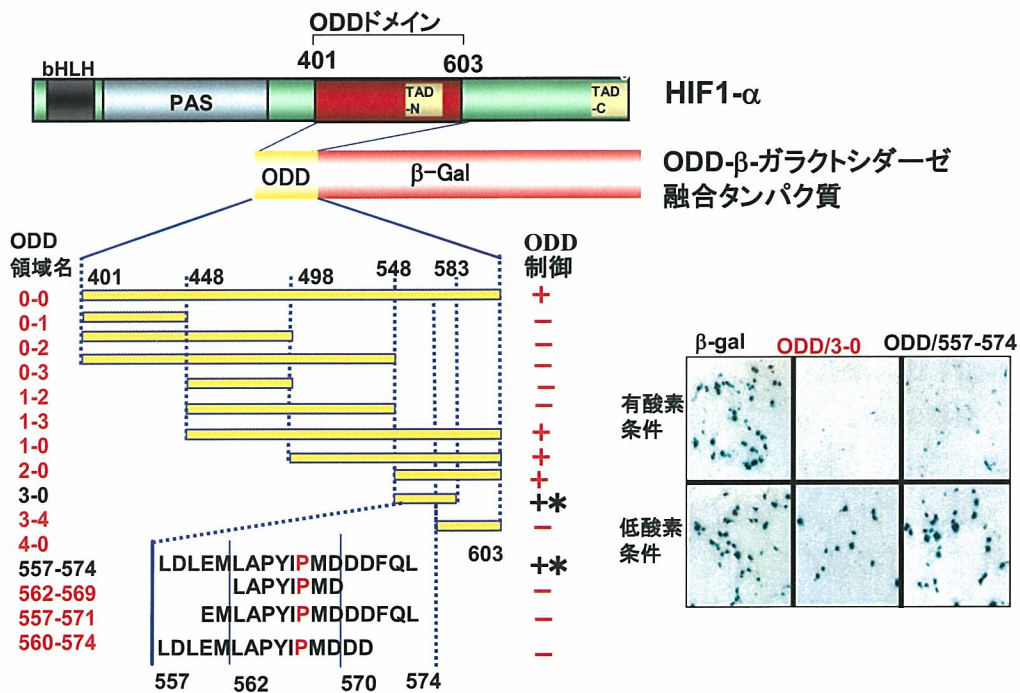 ODDドメイン
401
603
bHLH
PAS
TAD
-N
TAD
-C
HIF1-α
ODD
β-Gal
ODD-β-ガラクトシダーゼ
融合タンパク質
ODD
領域名
401
448
498
548
583
ODD
制御
0-0
+
0-1
−
0-2
−
0-3
−
1-2
−
1-3
−
1-0
+
2-0
+
3-0
+
3-4
+*
4-0
−
603
557-574
LDLEMLAPYIPMDDDFQL
+*
562-569
LAPYIPMD
−
557-571
EMLAPYIPMDDDFQL
−
560-574
LDLEMLAPYIPMDDD
−
557
562
570
574
β-gal
ODD/3-0
ODD/557-574
有酸素
条件
低酸素
条件